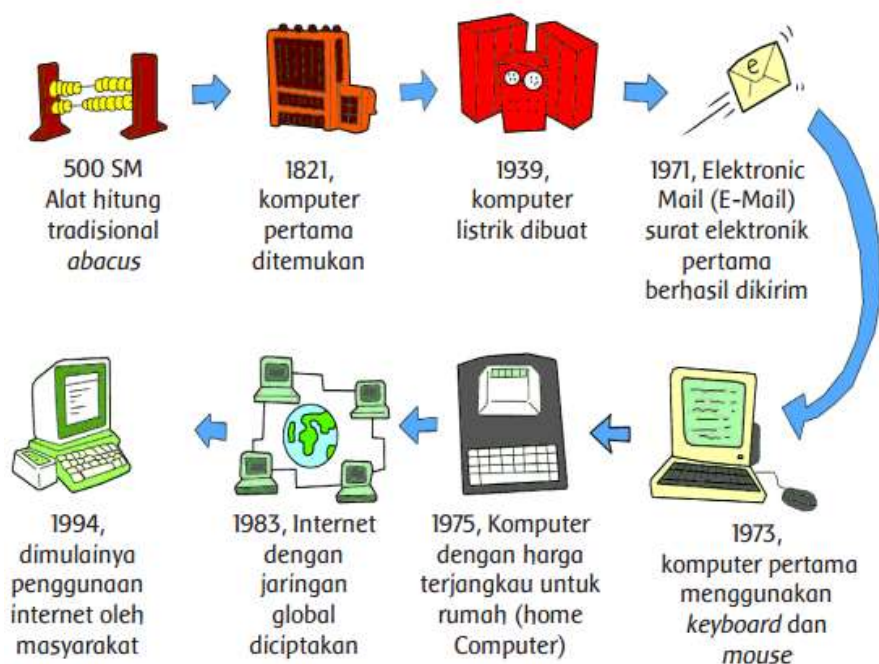 500 SM
Alat hitung
tradisional
abacus
1821,
komputer
pertama
ditemukan
1939,
komputer
listrik dibuat
e
1971, Elektronic
Mail (E-Mail)
surat elektronik
pertama
berhasil dikirim
1973,
komputer pertama
menggunakan
keyboard dan
mouse
1975, Komputer
dengan harga
terjangkau untuk
rumah (home
Computer)
1983, Internet
dengan
jaringan
global
diciptakan
1994,
dimulainya
penggunaan
internet oleh
masyarakat